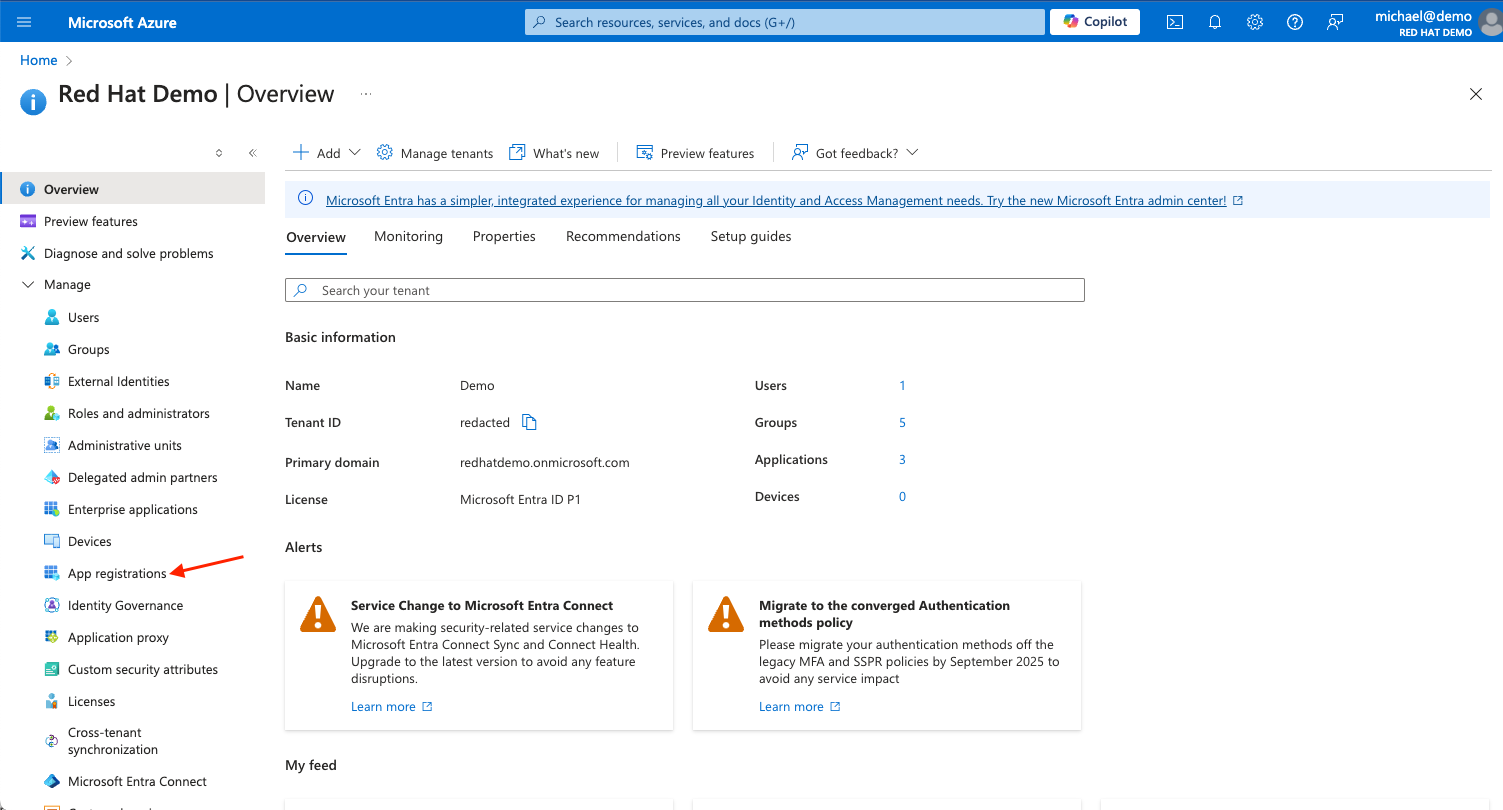 Microsoft Azure
Search resources, services, and docs (G+/)
Copilot
michael@demo
RED HAT DEMO
Home
Red Hat Demo | Overview
Add
Manage tenants
What's new
Preview features
Got feedback?
Overview
Preview features
Diagnose and solve problems
Manage
Users
Groups
External Identities
Roles and administrators
Administrative units
Delegated admin partners
Enterprise applications
Devices
App registrations
Identity Governance
Application proxy
Custom security attributes
Licenses
Cross-tenant
synchronization
Microsoft Entra Connect
Microsoft Entra has a simpler, integrated experience for managing all your Identity and Access Management needs. Try the new Microsoft Entra admin center!
Overview Monitoring Properties Recommendations Setup guides
Search your tenant
Basic information
Name Demo
Tenant ID redacted
Primary domain redhatdemo.onmicrosoft.com
License Microsoft Entra ID P1
Users 1
Groups 5
Applications 3
Devices 0
Alerts
Service Change to Microsoft Entra Connect
We are making security-related service changes to
Microsoft Entra Connect Sync and Connect Health.
Upgrade to the latest version to avoid any feature
disruptions.
Learn more
Migrate to the converged Authentication
methods policy
Please migrate your authentication methods off the
legacy MFA and SSPR policies by September 2025 to
avoid any service impact
Learn more
My feed